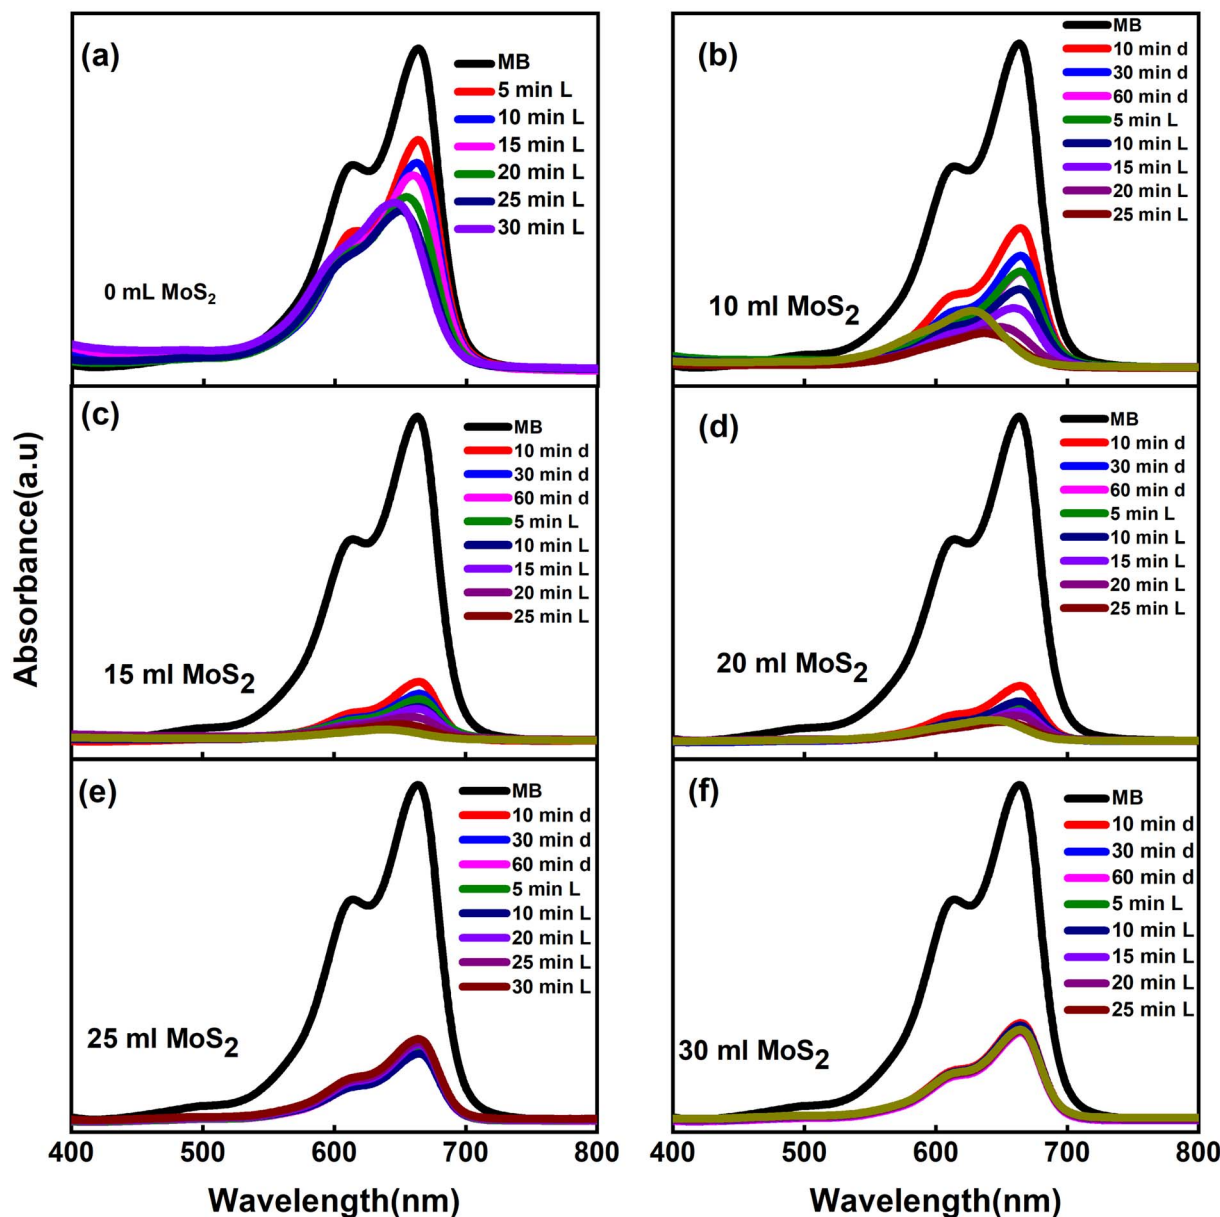 (a)
MB
5 min L
10 min L
15 min L
20 min L
25 min L
30 min L
0 mL MoS₂
(b)
MB
10 min d
30 min d
60 min d
5 min L
10 min L
15 min L
20 min L
25 min L
10 ml MoS₂
(c)
MB
10 min d
30 min d
60 min d
5 min L
10 min L
15 min L
20 min L
25 min L
15 ml MoS₂
(d)
MB
10 min d
30 min d
60 min d
5 min L
10 min L
15 min L
20 min L
25 min L
20 ml MoS₂
(e)
MB
10 min d
30 min d
60 min d
5 min L
10 min L
20 min L
25 min L
30 min L
25 ml MoS₂
400 500 600 700 800
(f)
MB
10 min d
30 min d
60 min d
5 min L
10 min L
15 min L
20 min L
25 min L
30 ml MoS₂
400 500 600 700 800
Absorbance(a.u)
Wavelength(nm)
Wavelength(nm)